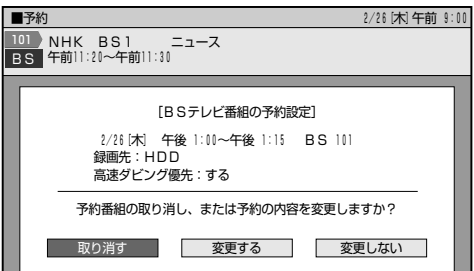 ■予約 2/26[木]午前 9:00
101 NHK BS1 ニュース
BS 午前11:20~午前11:30
[BSテレビ番組の予約設定]
2/26[木] 午後 1:00~午後 1:15 BS 101
録画先:HDD
高速ダビング優先:する
予約番組の取り消し、または予約の内容を変更しますか?
取り消す 変更する 変更しない